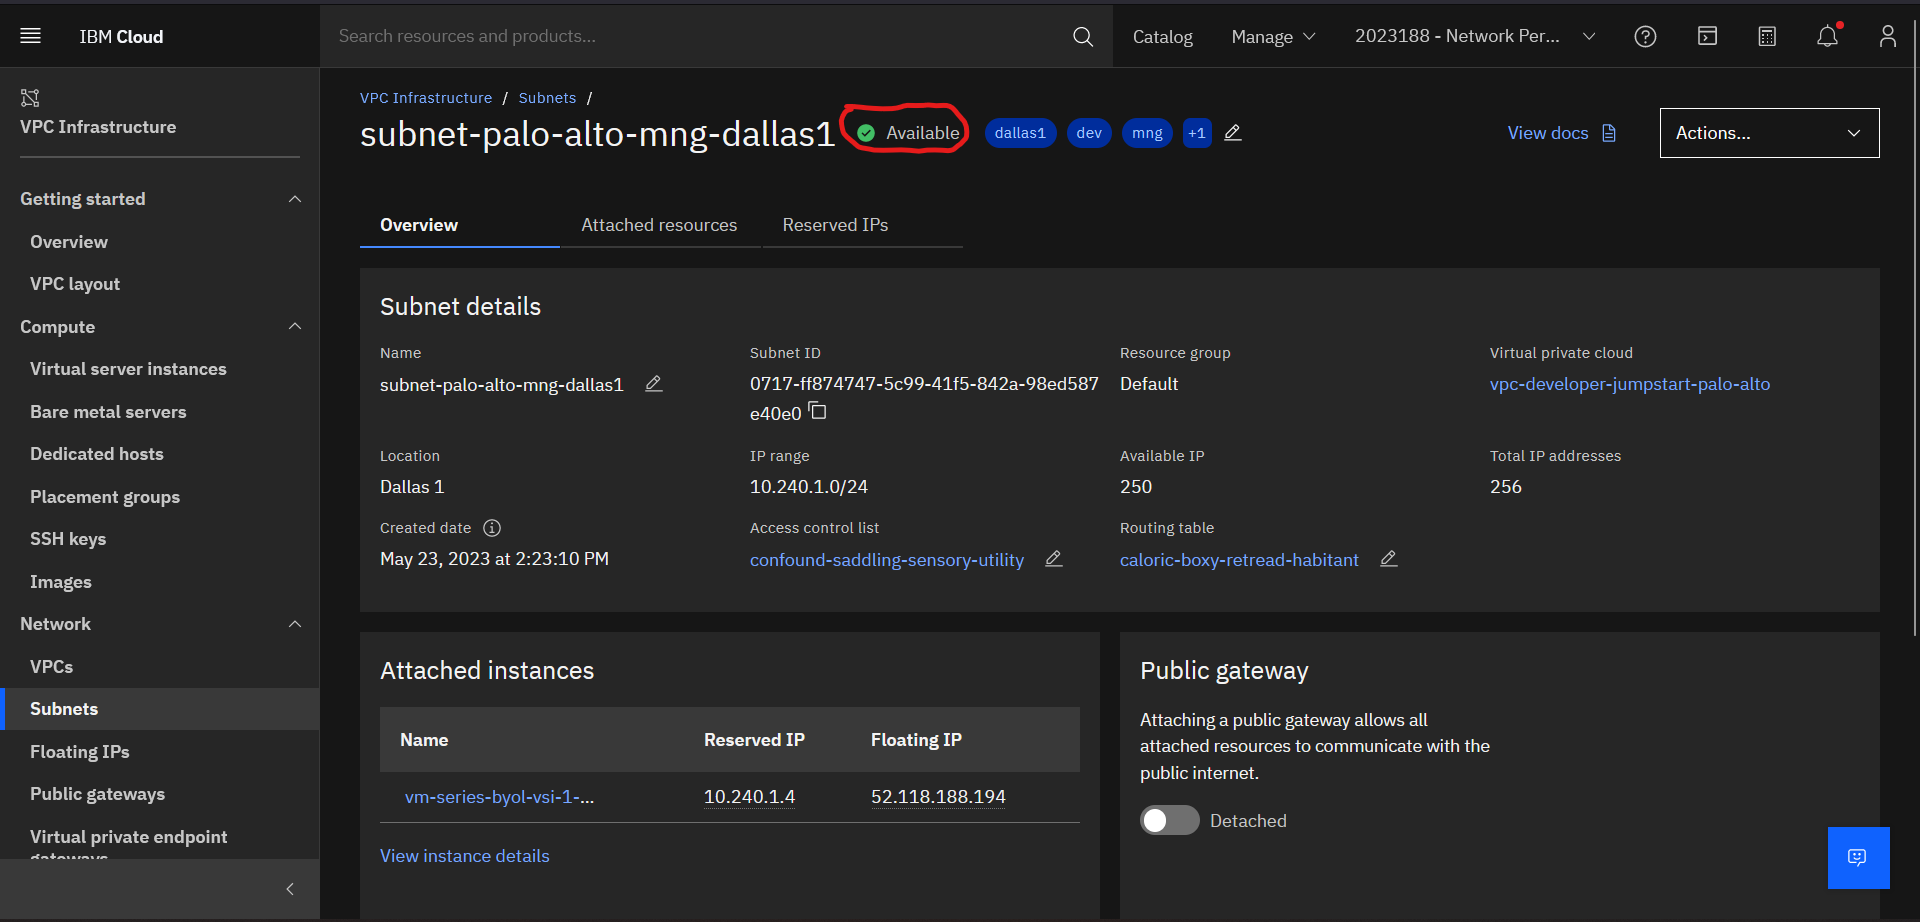 IBM Cloud
Search resources and products...
Catalog
Manage
2023188 - Network Per...
VPC Infrastructure
Getting started
Overview
VPC layout
Compute
Virtual server instances
Bare metal servers
Dedicated hosts
Placement groups
SSH keys
Images
Network
VPCs
Subnets
Floating IPs
Public gateways
Virtual private endpoint
gateways
VPC Infrastructure / Subnets /
subnet-palo-alto-mng-dallas1
Available
dallas1
dev
mng
+1
View docs
Actions...
Overview
Attached resources
Reserved IPs
Subnet details
Name
subnet-palo-alto-mng-dallas1
Subnet ID
0717-ff874747-5c99-41f5-842a-98ed587
e40e0
Resource group
Default
Virtual private cloud
vpc-developer-jumpstart-palo-alto
Location
Dallas 1
IP range
10.240.1.0/24
Available IP
250
Total IP addresses
256
Created date
May 23, 2023 at 2:23:10 PM
Access control list
confound-saddling-sensory-utility
Routing table
caloric-boxy-retread-habitant
Attached instances
Name Reserved IP Floating IP
vm-series-byol-vsi-1-... 10.240.1.4 52.118.188.194
View instance details
Public gateway
Attaching a public gateway allows all
attached resources to communicate with the
public internet.
Detached